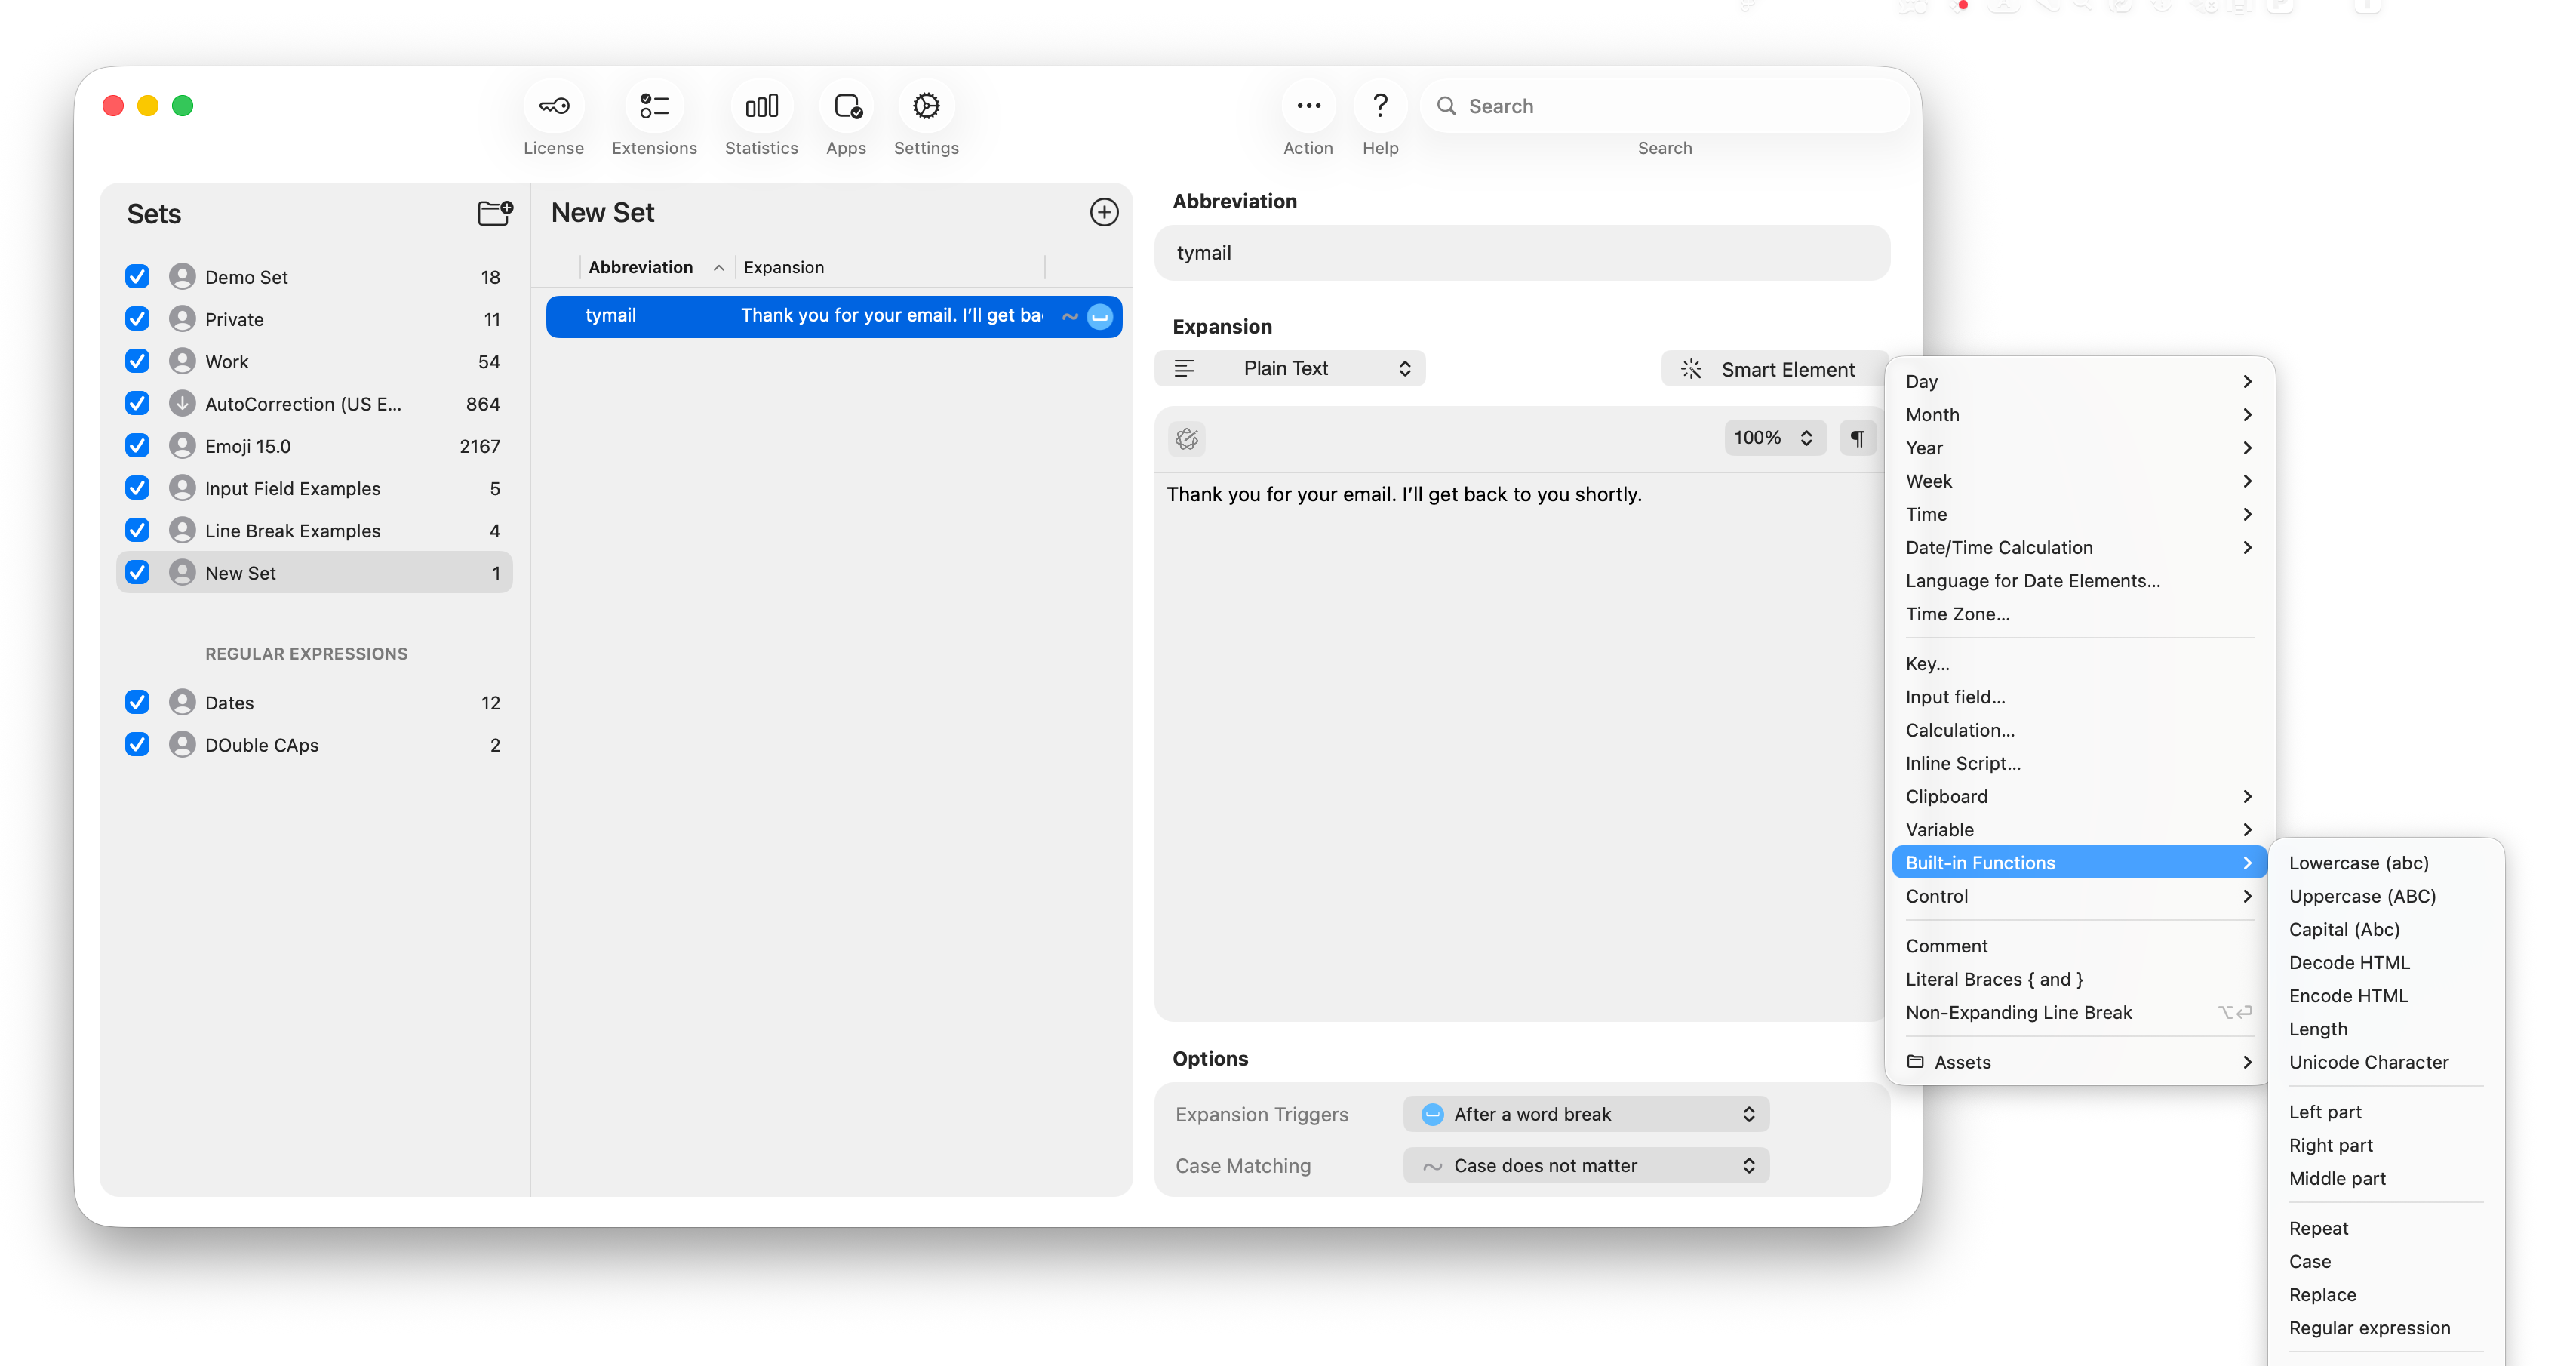 License
Extensions
Statistics
Apps
Settings
Action
Help
Search
Search
Sets
Demo Set 18
Private 11
Work 54
AutoCorrection (US E... 864
Emoji 15.0 2167
Input Field Examples 5
Line Break Examples 4
New Set 1
REGULAR EXPRESSIONS
Dates 12
DOuble CAps 2
New Set
Abbreviation Expansion
tymail Thank you for your email. I’ll get ba
Abbreviation
tymail
Expansion
Plain Text
Smart Element
100%
¶
Thank you for your email. I’ll get back to you shortly.
Options
Expansion Triggers After a word break
Case Matching Case does not matter
Day
Month
Year
Week
Time
Date/Time Calculation
Language for Date Elements...
Time Zone...
Key...
Input field...
Calculation...
Inline Script...
Clipboard
Variable
Built-in Functions
Control
Comment
Literal Braces { and }
Non-Expanding Line Break ⌥↩
Assets
Lowercase (abc)
Uppercase (ABC)
Capital (Abc)
Decode HTML
Encode HTML
Length
Unicode Character
Left part
Right part
Middle part
Repeat
Case
Replace
Regular expression